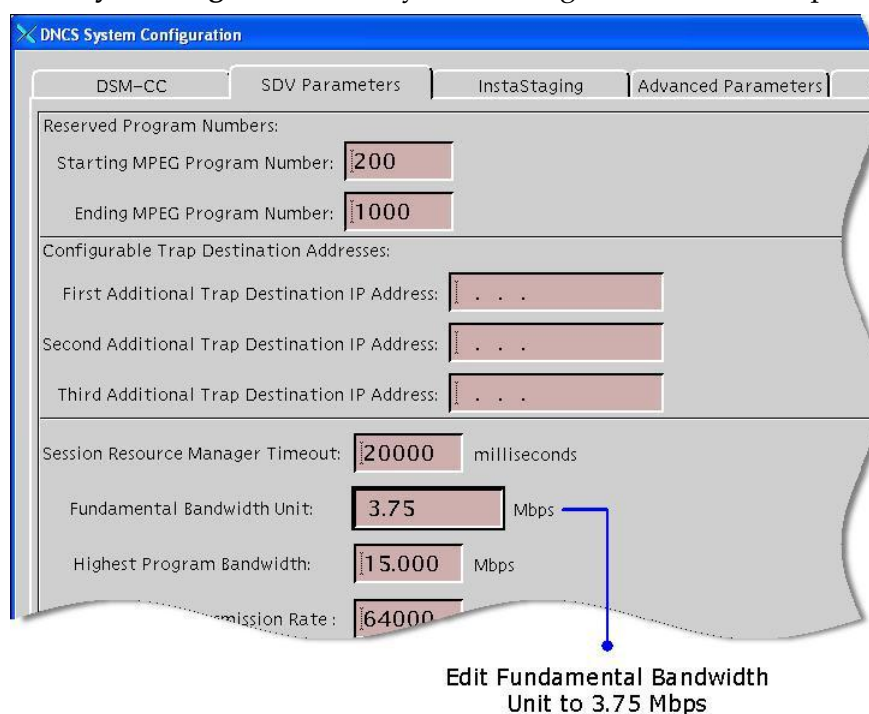 DNCS System Configuration
DSM-CC SDV Parameters InstaStaging Advanced Parameters
Reserved Program Numbers:
Starting MPEG Program Number: 200
Ending MPEG Program Number: 1000
Configurable Trap Destination Addresses:
First Additional Trap Destination IP Address: . . .
Second Additional Trap Destination IP Address: . . .
Third Additional Trap Destination IP Address: . . .
Session Resource Manager Timeout: 20000 milliseconds
Fundamental Bandwidth Unit: 3.75 Mbps
Highest Program Bandwidth: 15.000 Mbps
Rate: 64000
Edit Fundamental Bandwidth
Unit to 3.75 Mbps